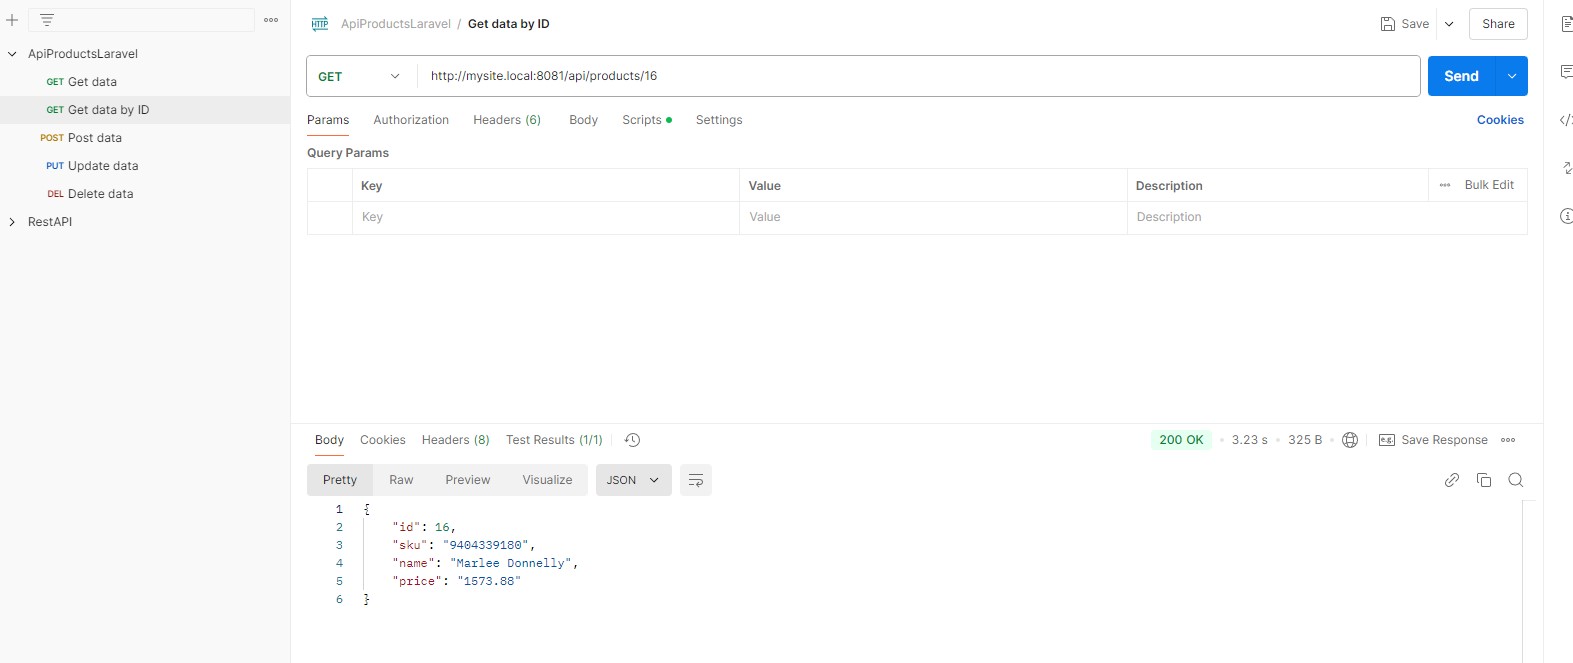 ApiProductsLaravel
GET Get data
GET Get data by ID
POST Post data
PUT Update data
DEL Delete data
RestAPI
HTTP ApiProductsLaravel / Get data by ID
Save
Share
GET http://mysite.local:8081/api/products/16
Send
Params Authorization Headers (6) Body Scripts Settings
Cookies
Query Params
Key Value Description Bulk Edit
Key Value Description
Body Cookies Headers (8) Test Results (1/1)
200 OK • 3.23 s • 325 B • e.g. Save Response
Pretty Raw Preview Visualize JSON
1 {
2 "id": 16,
3 "sku": "9404339180",
4 "name": "Marlee Donnelly",
5 "price": "1573.88"
6 }